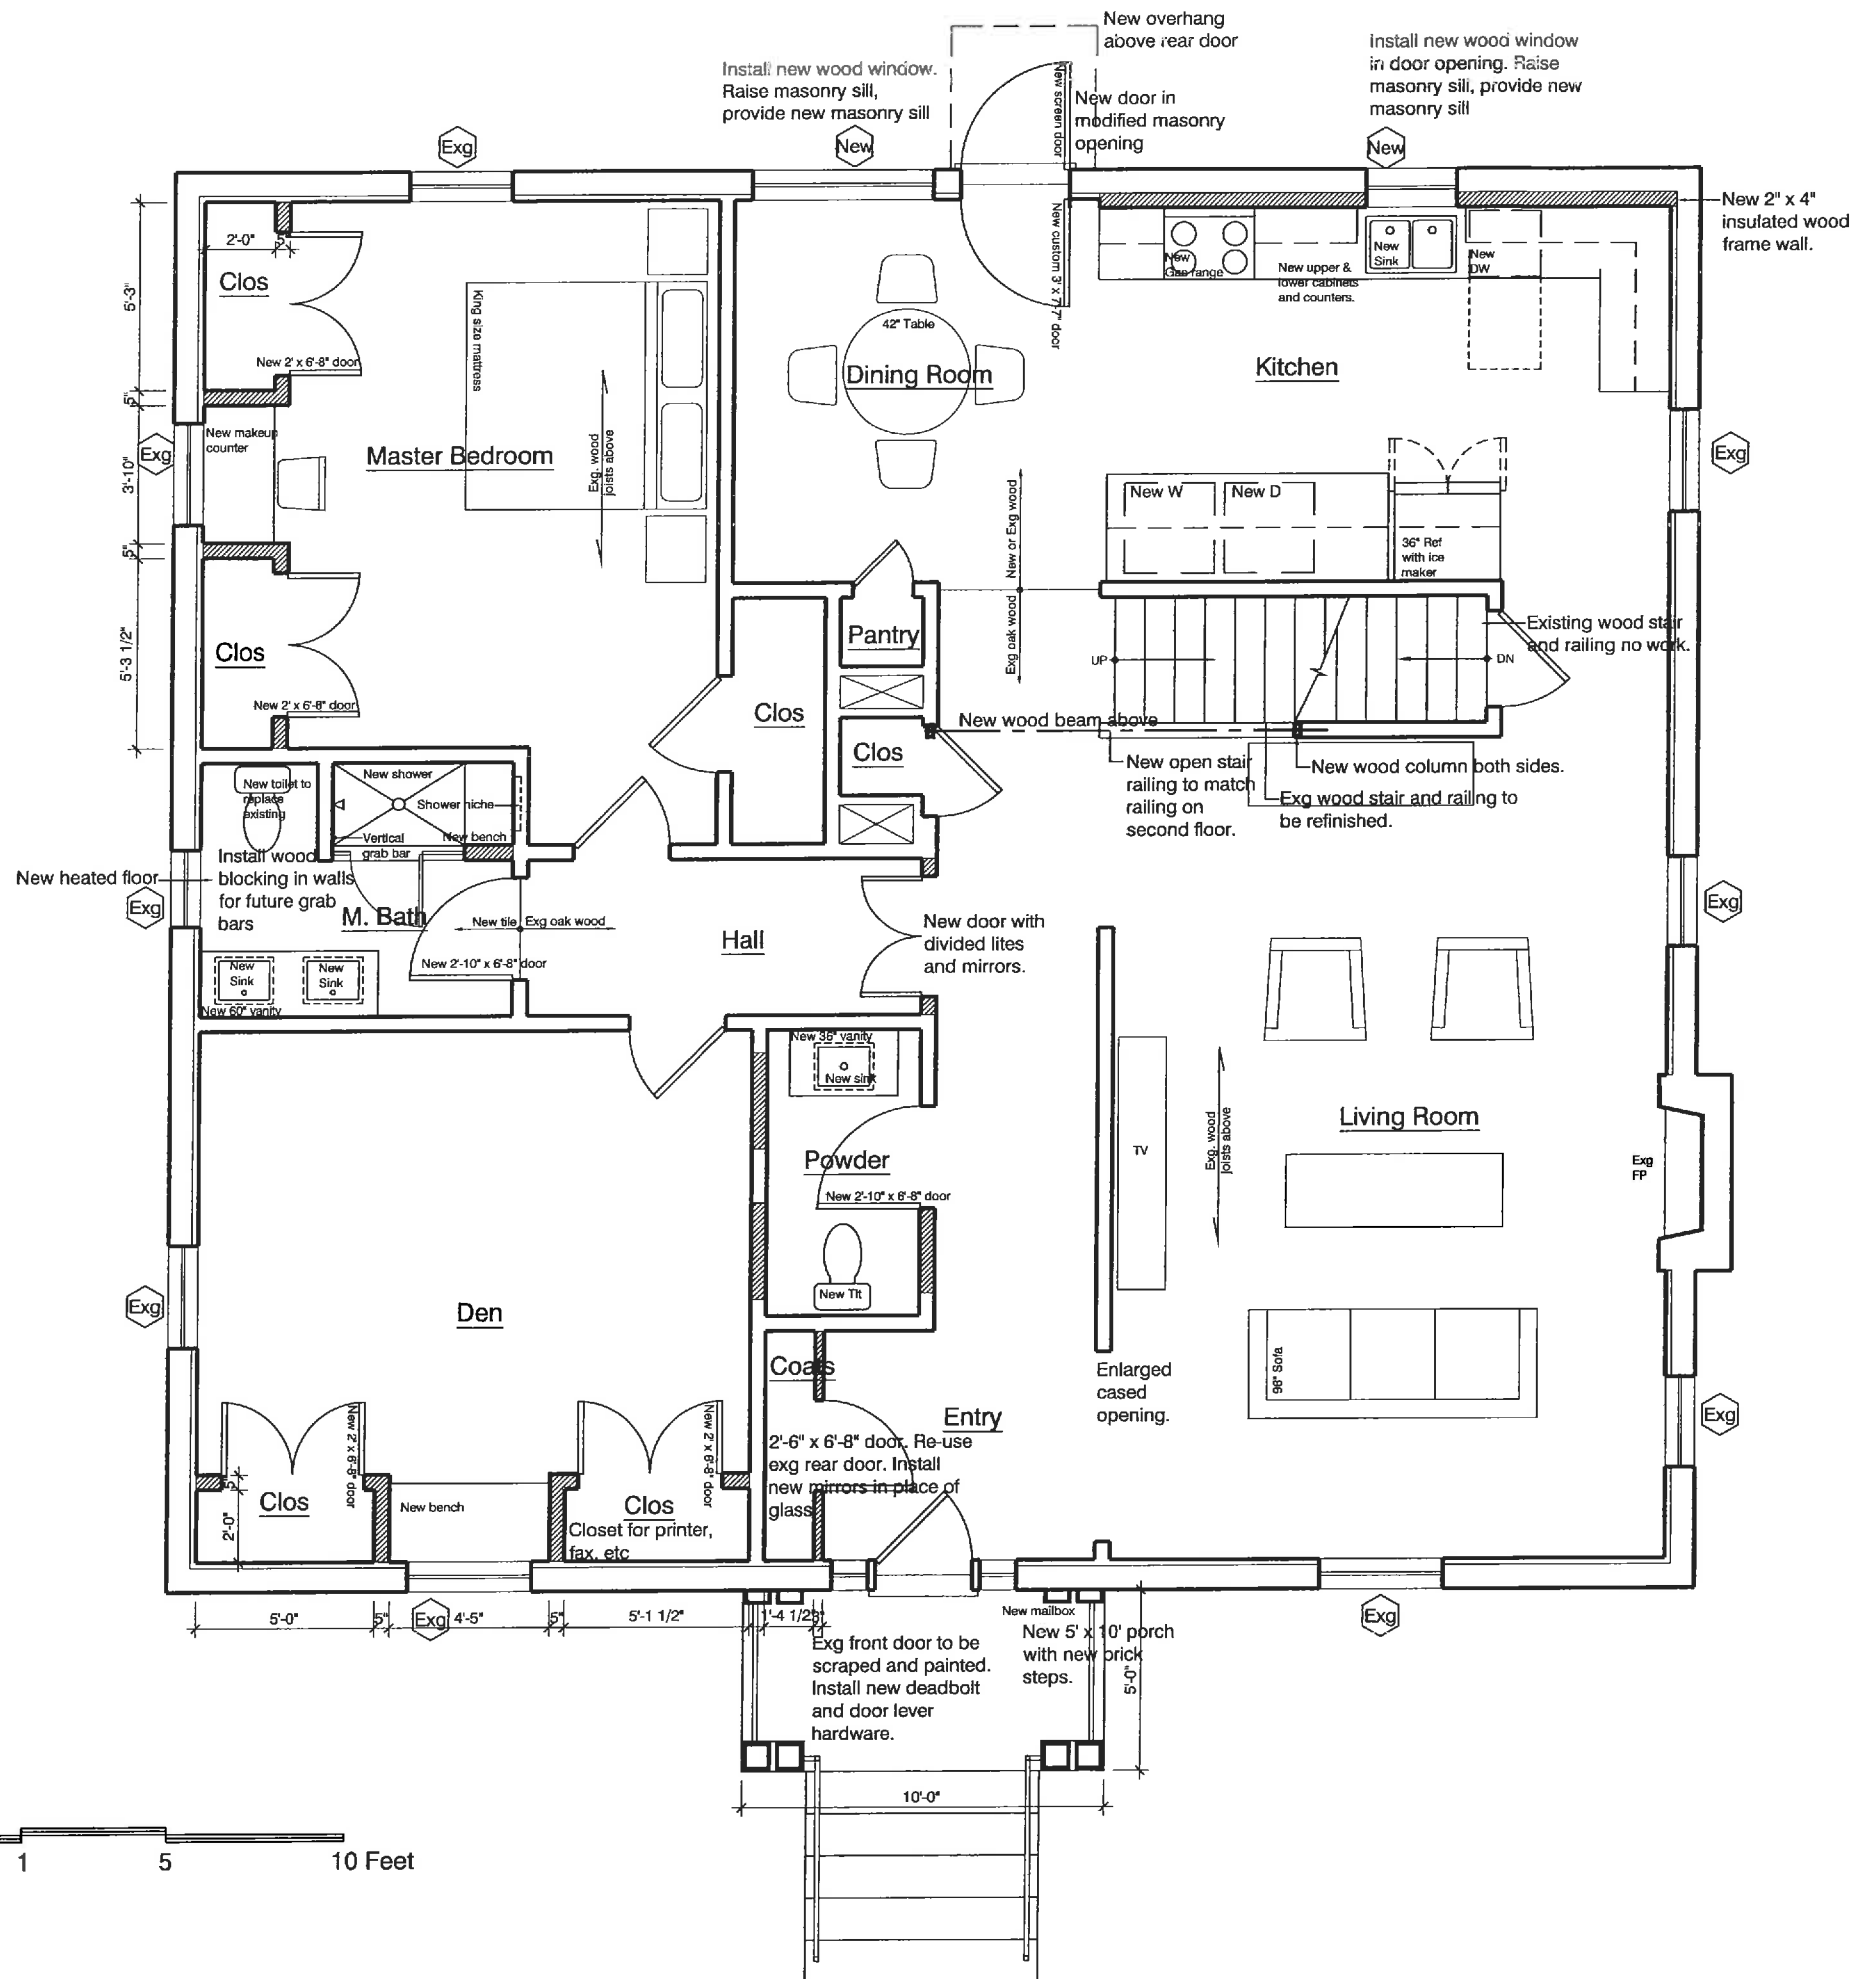 New overhang
above rear door
Install new wood window
in door opening. Raise
masonry sill, provide new
masonry sill
Install new wood window.
Raise masonry sill,
provide new masonry sill
New screen door
New door in
modified masonry
opening
Exg
New
New
New 2" x 4"
insulated wood
frame wall.
2'-0"
5"
Clos
5'-3"
New 2' x 6'-8" door
King size mattress
New custom 3' x 7'-7" door
New
Gas range
New upper &
lower cabinets
and counters.
New
Sink
New
DW
42" Table
Dining Room
Kitchen
5"
New makeup
counter
Exg
3'-10"
Master Bedroom
Exg. wood
joists above
Exg
New W
New D
36" Ref
with ice
maker
New or Exg wood
Exg oak wood
5"
5'-3 1/2"
Clos
New 2' x 6'-8" door
Pantry
UP
DN
Existing wood stair
and railing no work.
Clos
Clos
New wood beam above
New open stair
railing to match
railing on
second floor.
New wood column both sides.
Exg wood stair and railing to
be refinished.
New toilet to
replace
existing
New shower
Shower niche
Vertical
grab bar
New bench
Install wood
blocking in walls
for future grab
bars
New heated floor
Exg
M. Bath
New tile
Exg oak wood
New 2'-10" x 6'-8" door
Hall
New door with
divided lites
and mirrors.
Exg
New
Sink
New
Sink
New 60" vanity
New 36" vanity
New sink
Powder
New 2'-10" x 6'-8" door
New Tlt
TV
Exg. wood
joists above
Living Room
Exg
FP
Exg
Den
Coats
Enlarged
cased
opening.
98" Sofa
Exg
Entry
2'-6" x 6'-8" door. Re-use
exg rear door. Install
new mirrors in place of
glass
New 2' x 6'-8" door
New 2' x 6'-8" door
5"
2'-0"
Clos
New bench
Clos
Closet for printer,
fax, etc
5'-0"
5"
Exg
4'-5"
5"
5'-1 1/2"
1'-4 1/2"
3"
New mailbox
New 5' x 10' porch
with new brick
steps.
Exg
Exg front door to be
scraped and painted.
Install new deadbolt
and door lever
hardware.
5'-0"
10'-0"
1
5
10 Feet